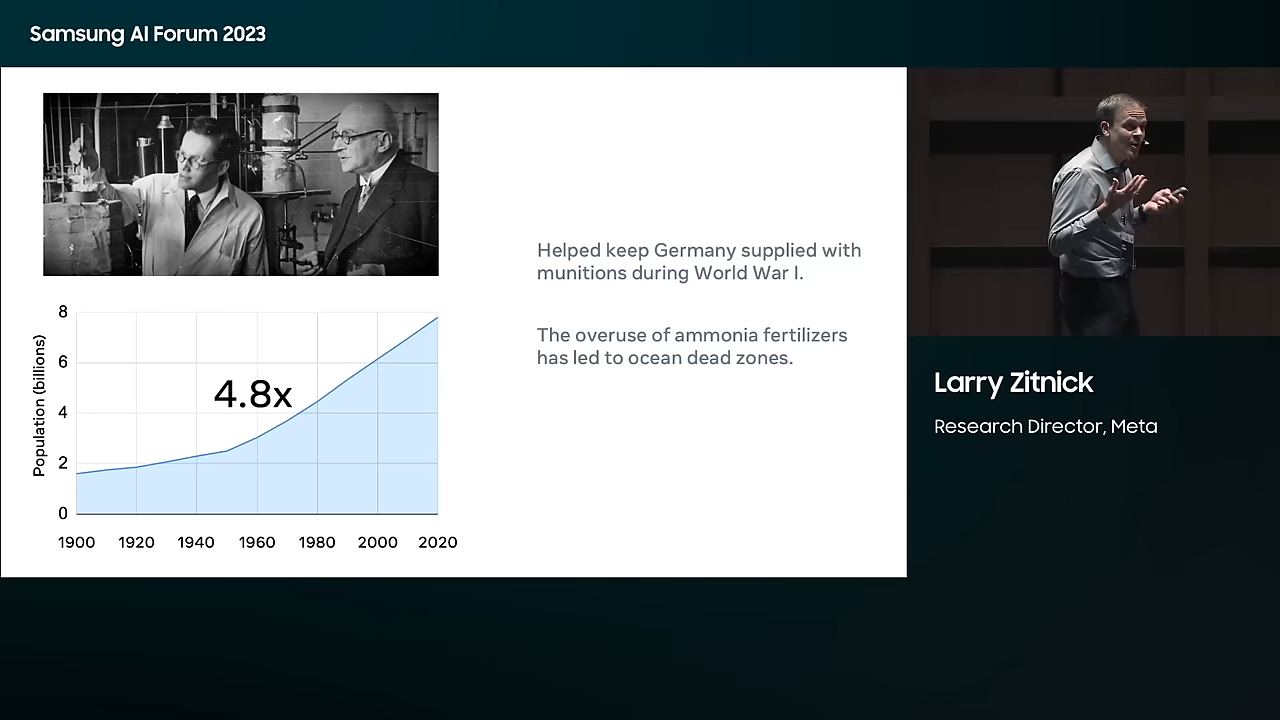 Samsung AI Forum 2023
Helped keep Germany supplied with
munitions during World War I.
The overuse of ammonia fertilizers
has led to ocean dead zones.
Population (billions)
8
6
4
2
0
4.8x
1900 1920 1940 1960 1980 2000 2020
Larry Zitnick
Research Director, Meta